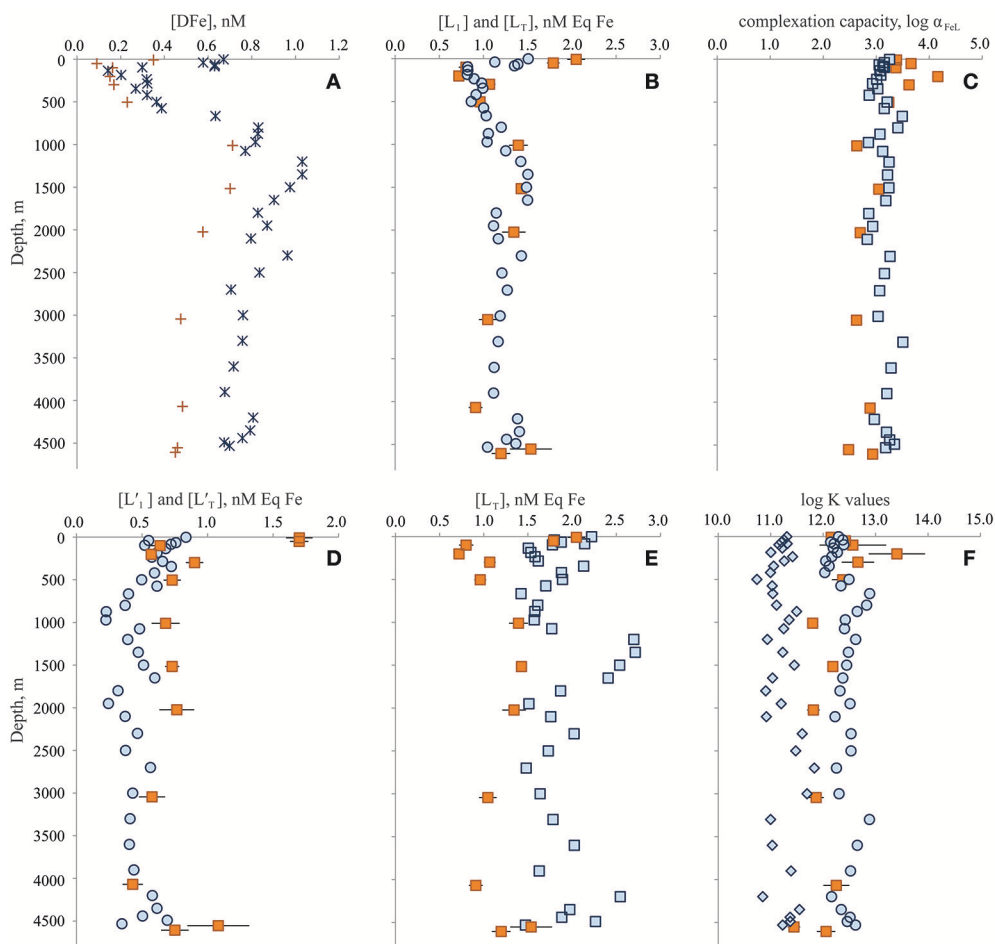 [DFe], nM
0.0 0.2 0.4 0.6 0.8 1.0 1.2
0
500
1000
1500
2000
2500
3000
3500
4000
4500
Depth, m
A
[L₁] and [L_T], nM Eq Fe
0.0 0.5 1.0 1.5 2.0 2.5 3.0
B
complexation capacity, log α_FeL
0.0 1.0 2.0 3.0 4.0 5.0
C
[L'₁] and [L'_T], nM Eq Fe
0.0 0.5 1.0 1.5 2.0
0
500
1000
1500
2000
2500
3000
3500
4000
4500
Depth, m
D
[L_T], nM Eq Fe
0.0 0.5 1.0 1.5 2.0 2.5 3.0
E
log K values
10.0 11.0 12.0 13.0 14.0 15.0
F